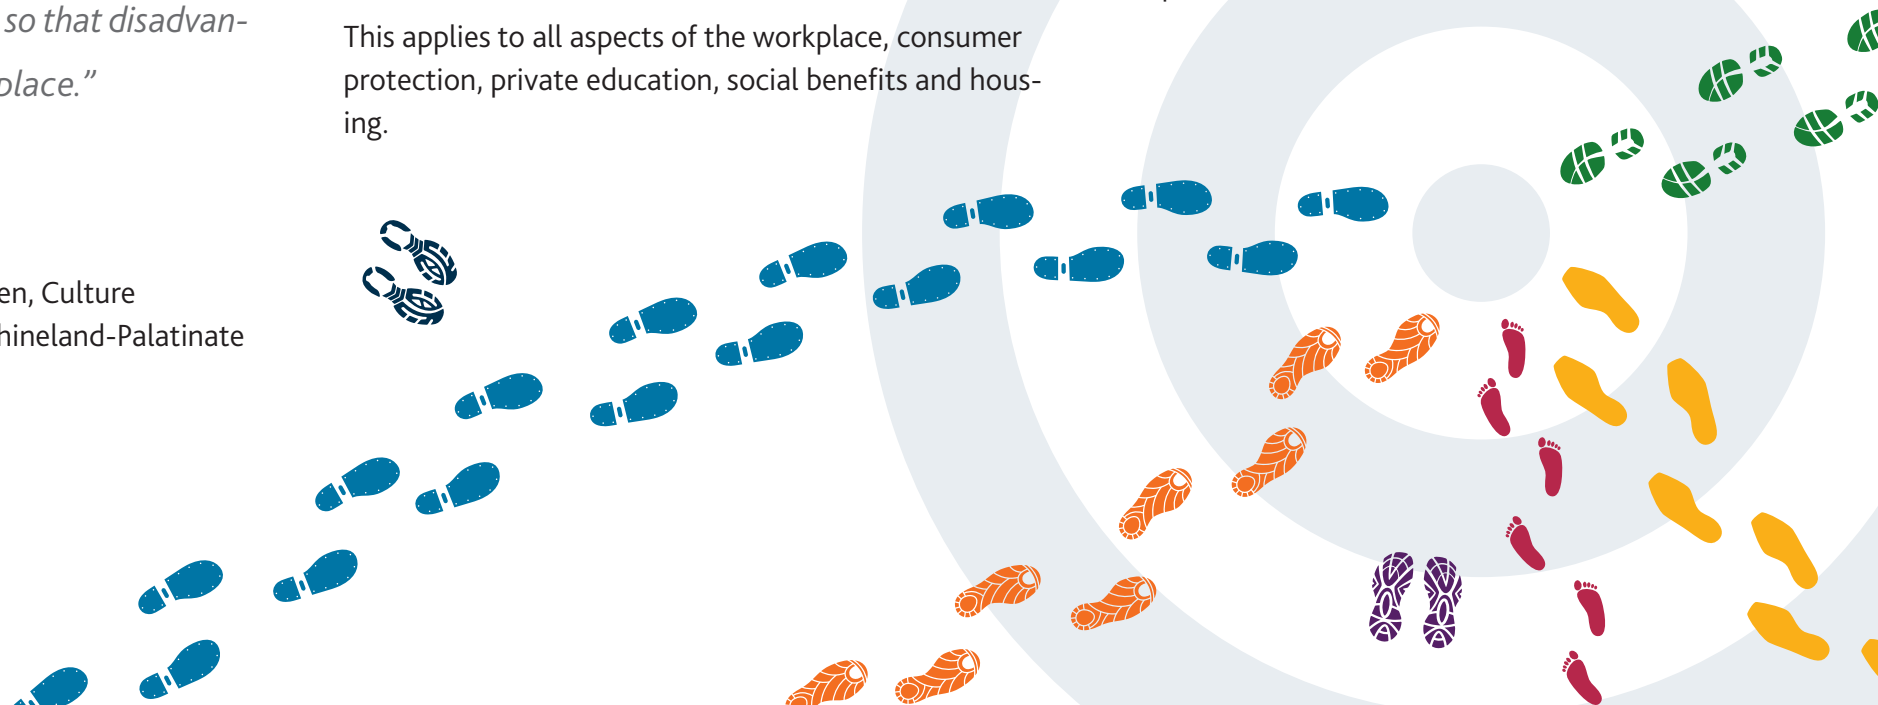 so that disadvan-
place.”
en, Culture
hineland-Palatinate
This applies to all aspects of the workplace, consumer
protection, private education, social benefits and hous-
ing.